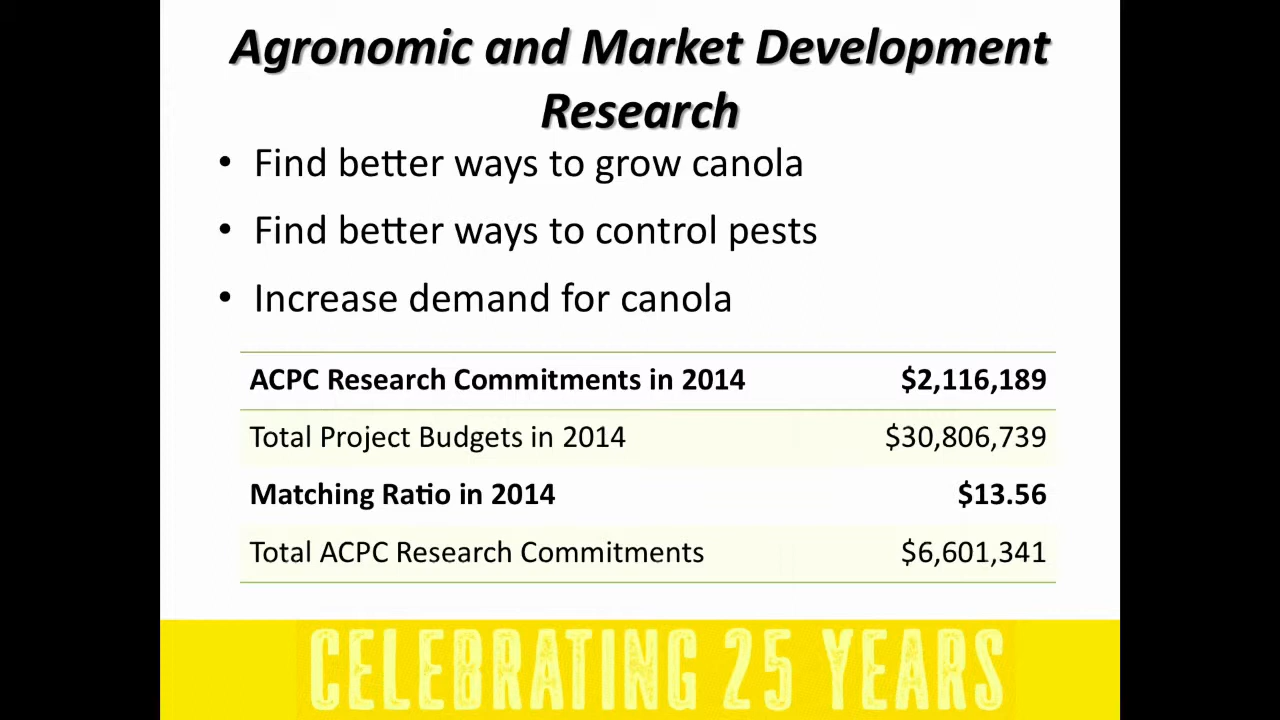 Agronomic and Market Development
Research
• Find better ways to grow canola
• Find better ways to control pests
• Increase demand for canola
ACPC Research Commitments in 2014 $2,116,189
Total Project Budgets in 2014 $30,806,739
Matching Ratio in 2014 $13.56
Total ACPC Research Commitments $6,601,341
CELEBRATING 25 YEARS